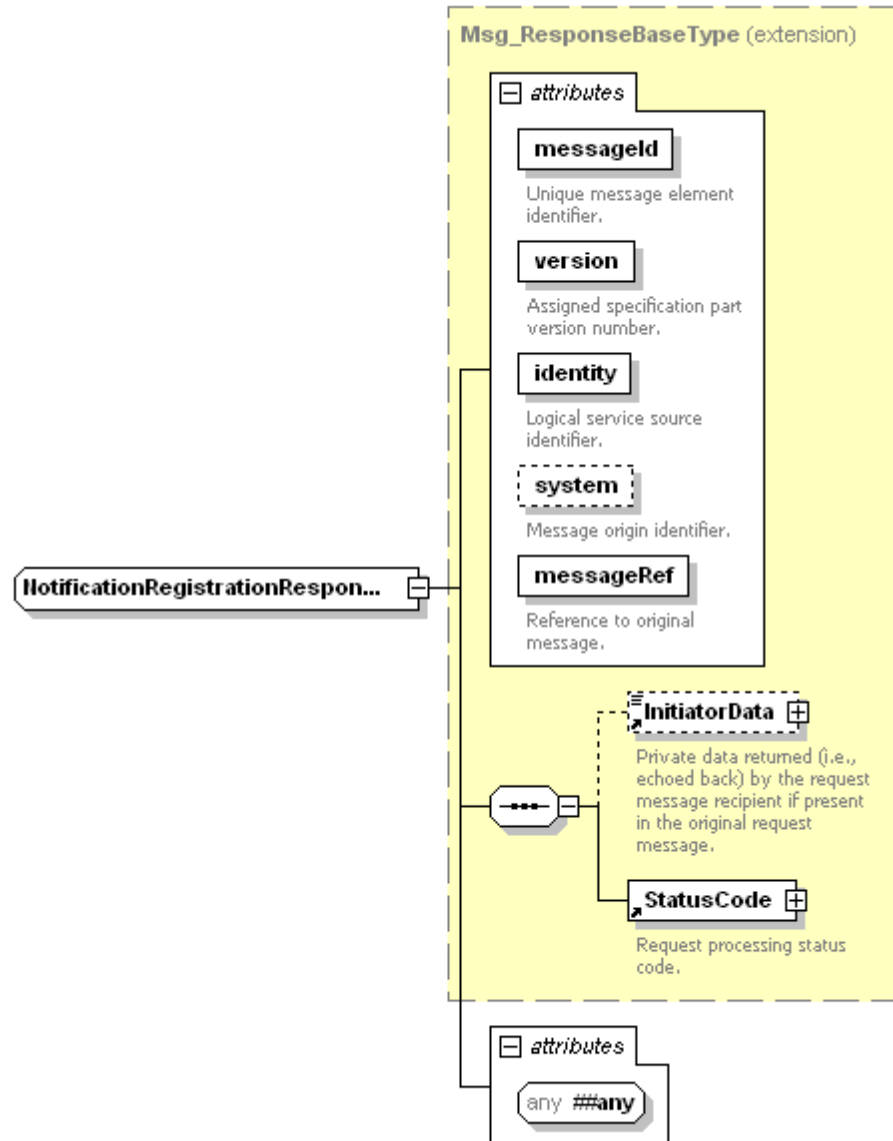 Msg_ResponseBaseType (extension)
attributes
messageId
Unique message element
identifier.
version
Assigned specification part
version number.
identity
Logical service source
identifier.
system
Message origin identifier.
messageRef
Reference to original
message.
NotificationRegistrationRespon...
InitiatorData
Private data returned (i.e.,
echoed back) by the request
message recipient if present
in the original request
message.
StatusCode
Request processing status
code.
attributes
any ##any